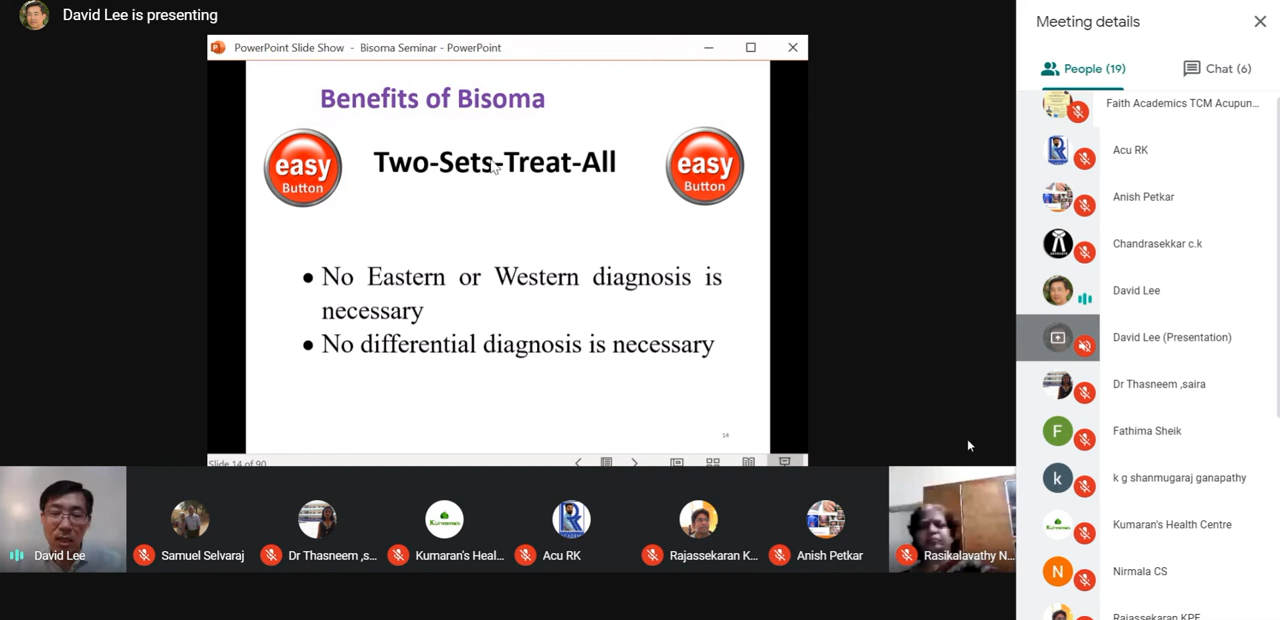 David Lee is presenting
PowerPoint Slide Show - Bisoma Seminar - PowerPoint
Benefits of Bisoma
easy
Button
Two-Sets-Treat-All
easy
Button
• No Eastern or Western diagnosis is
necessary
• No differential diagnosis is necessary
14
Slide 14 of 90
David Lee
Samuel Selvaraj
Dr Thasneem ,s...
Kumaran's Heal...
Acu RK
Rajassekaran K...
Anish Petkar
Rasikalavathy N...
Meeting details
People (19)
Chat (6)
Faith Academics TCM Acupun...
Acu RK
Anish Petkar
Chandrasekkar c.k
David Lee
David Lee (Presentation)
Dr Thasneem ,saira
F
Fathima Sheik
k
k g shanmugaraj ganapathy
Kumaran's Health Centre
N
Nirmala CS
Rajassekaran KPF